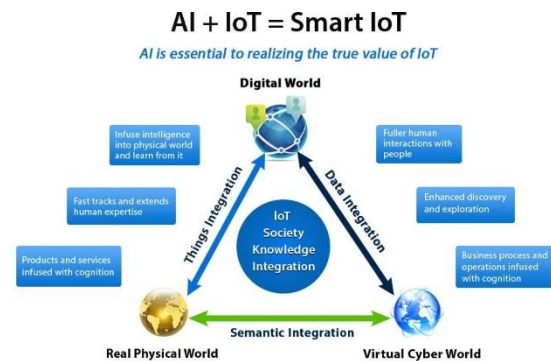 AI + IoT = Smart IoT
AI is essential to realizing the true value of IoT
Digital World
Infuse intelligence
into physical world
and learn from it
Fuller human
interactions with
people
Fast tracks and extends
human expertise
Things Integration
IoT
Society
Knowledge
Integration
Data Integration
Enhanced discovery
and exploration
Products and services
infused with cognition
Business process and
operations infused
with cognition
Semantic Integration
Real Physical World
Virtual Cyber World